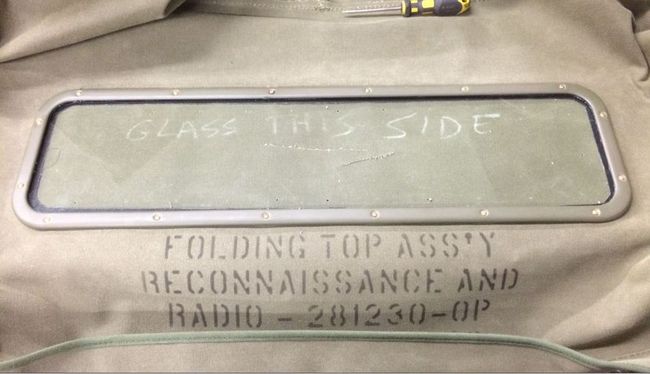 GLASS THIS SIDE
FOLDING TOP ASS'Y
RECONNAISSANCE AND
RADIO - 281230-OP